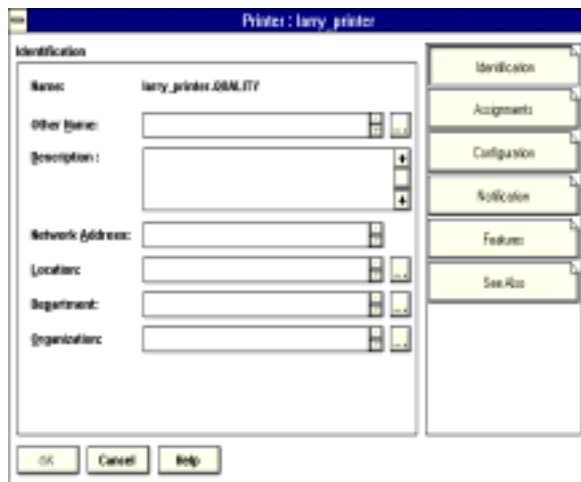 Printer : larry_printer
Identification
Name: larry_printer.QUALITY
Other Name:
Description :
Network Address:
Location:
Department:
Organization:
Identification
Assignments
Configuration
Notification
Features
See Also
OK Cancel Help